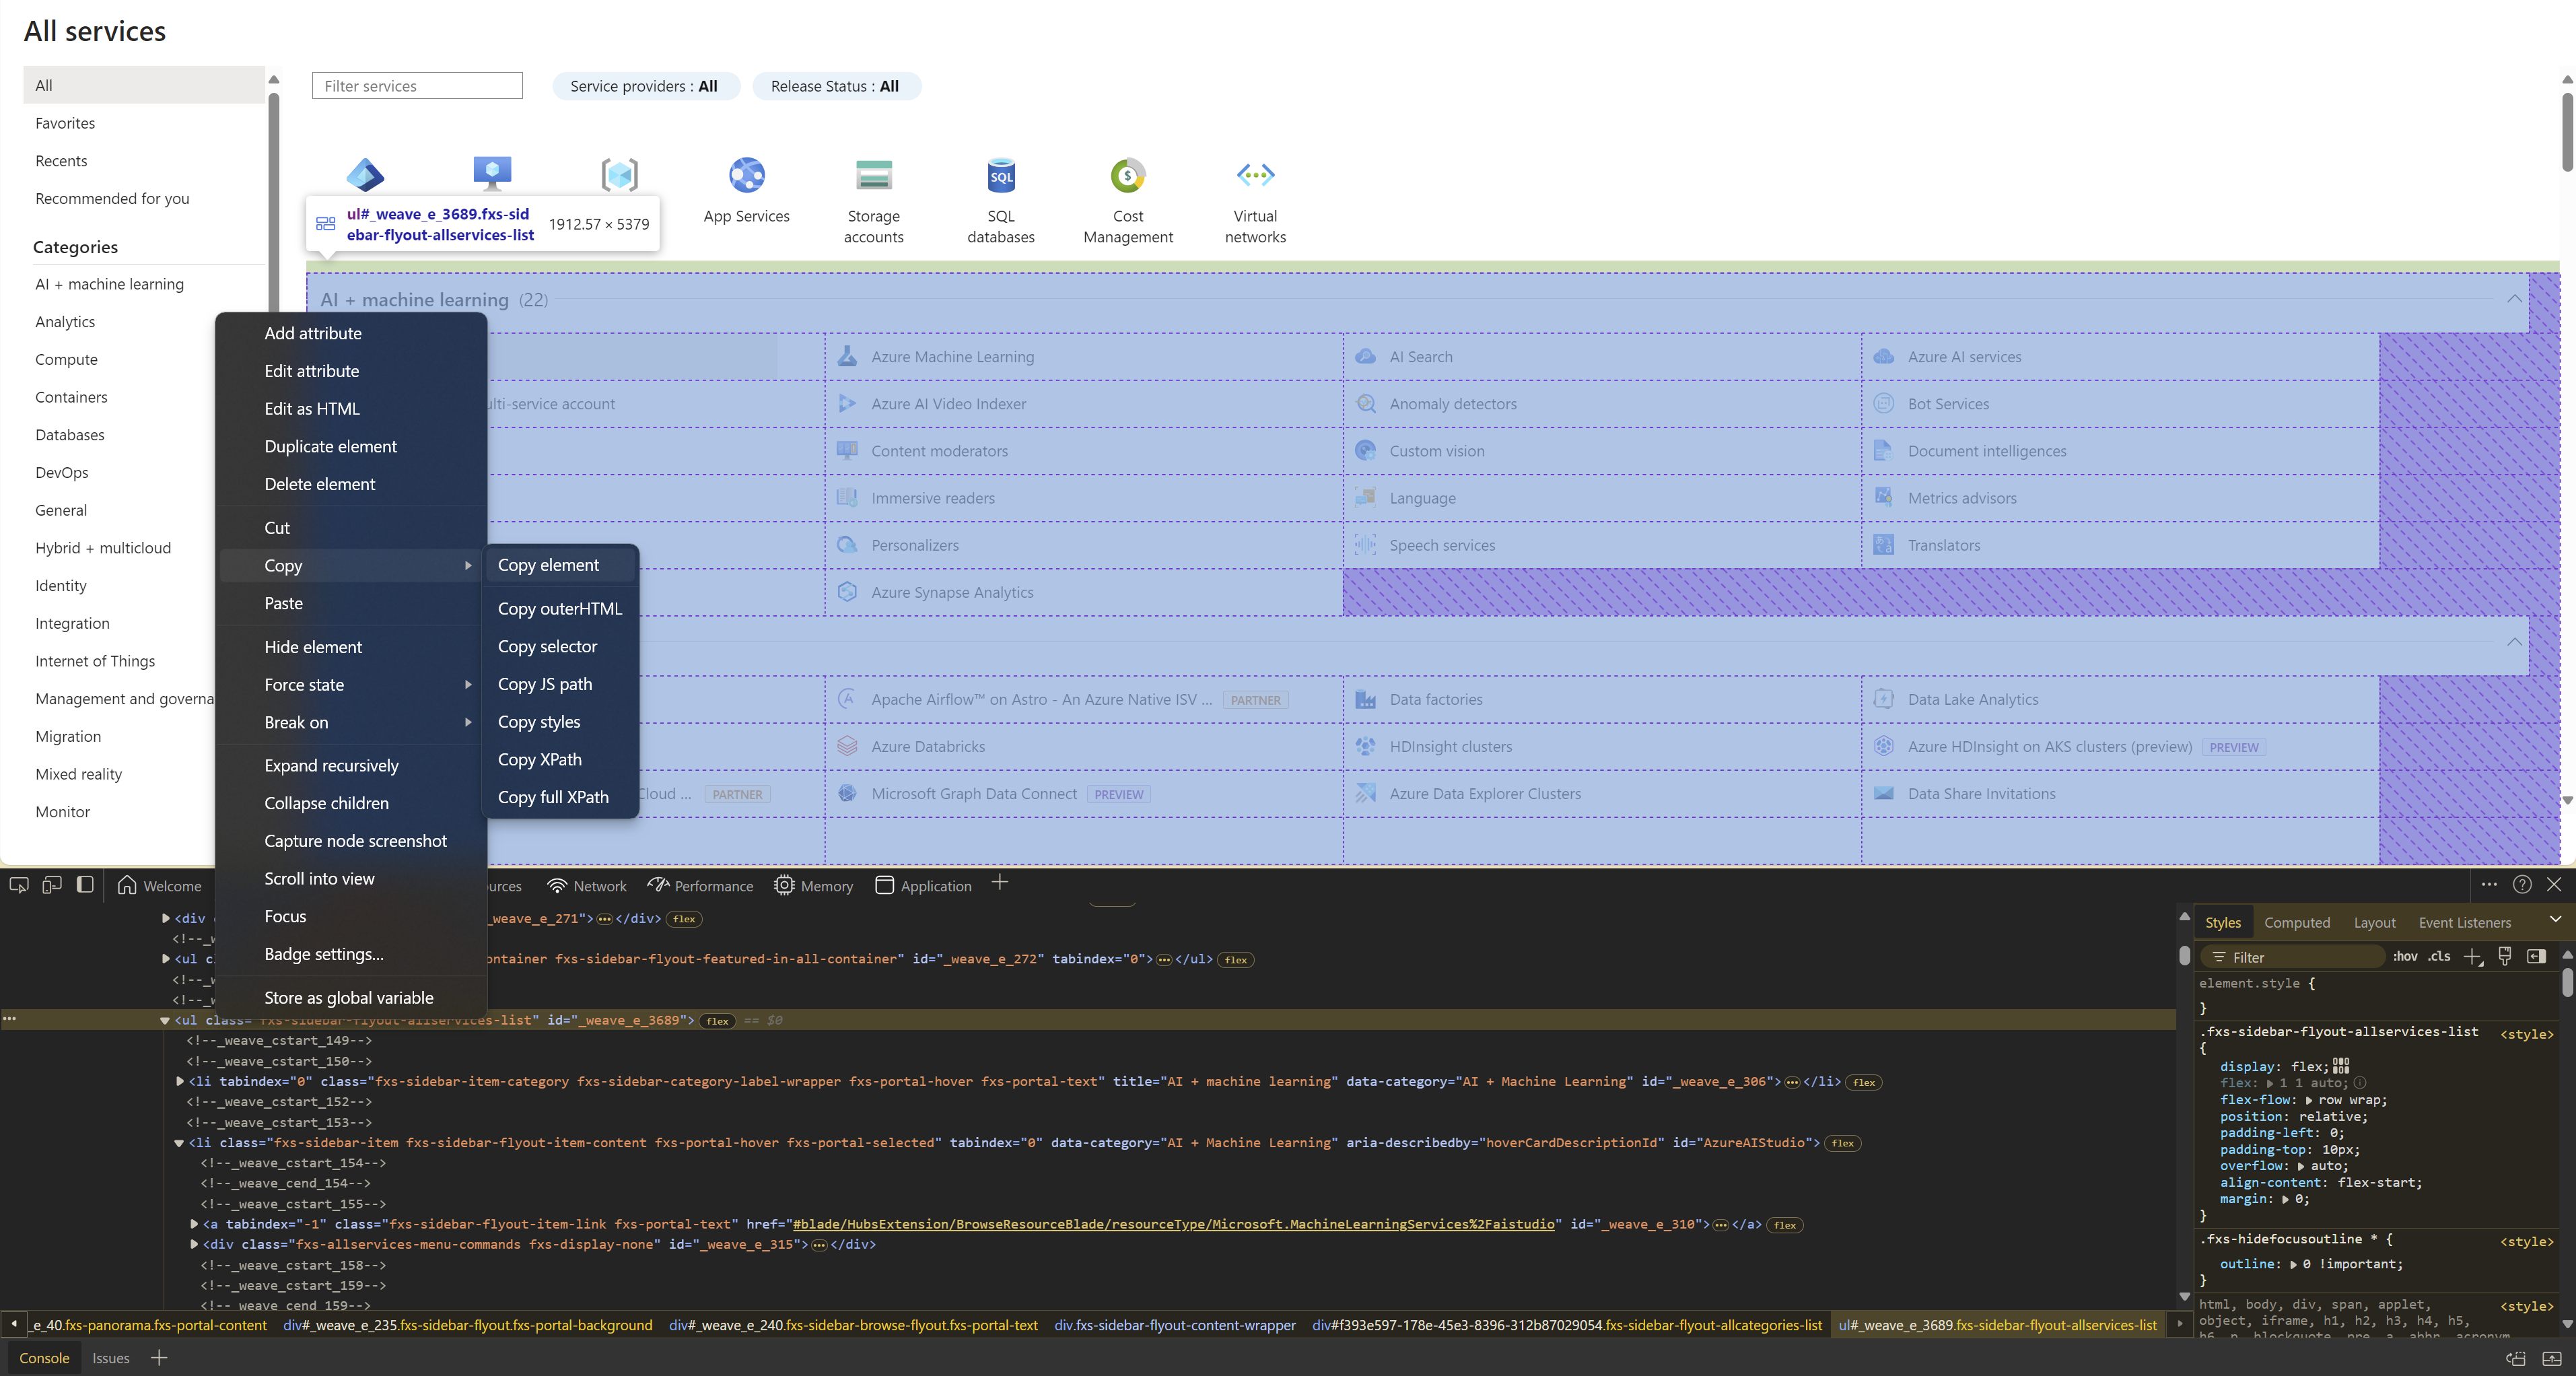 All services
All
Favorites
Recents
Recommended for you
Categories
AI + machine learning
Analytics
Compute
Containers
Databases
DevOps
General
Hybrid + multicloud
Identity
Integration
Internet of Things
Management and governa
Migration
Mixed reality
Monitor
Filter services
Service providers : All
Release Status : All
App Services
Storage accounts
SQL
SQL databases
Cost Management
Virtual networks
ul#_weave_e_3689.fxs-sid
ebar-flyout-allservices-list
1912.57 × 5379
AI + machine learning (22)
Azure Machine Learning
AI Search
Azure AI services
ulti-service account
Azure AI Video Indexer
Anomaly detectors
Bot Services
Content moderators
Custom vision
Document intelligences
Immersive readers
Language
Metrics advisors
Personalizers
Speech services
Translators
Azure Synapse Analytics
Apache Airflow™ on Astro - An Azure Native ISV ... PARTNER
Data factories
Data Lake Analytics
Azure Databricks
HDInsight clusters
Azure HDInsight on AKS clusters (preview) PREVIEW
Cloud ... PARTNER
Microsoft Graph Data Connect PREVIEW
Azure Data Explorer Clusters
Data Share Invitations
Add attribute
Edit attribute
Edit as HTML
Duplicate element
Delete element
Cut
Copy
Paste
Hide element
Force state
Break on
Expand recursively
Collapse children
Capture node screenshot
Scroll into view
Focus
Badge settings...
Store as global variable
Copy element
Copy outerHTML
Copy selector
Copy JS path
Copy styles
Copy XPath
Copy full XPath
Welcome
urces
Network
Performance
Memory
Application
<div c
_weave_e_271">…</div> flex
<!--_w
<ul c
ontainer fxs-sidebar-flyout-featured-in-all-container" id="_weave_e_272" tabindex="0">…</ul> flex
<!--_w
<!--_w
<ul class="fxs-sidebar-flyout-allservices-list" id="_weave_e_3689"> flex == $0
<!--_weave_cstart_149-->
<!--_weave_cstart_150-->
<li tabindex="0" class="fxs-sidebar-item-category fxs-sidebar-category-label-wrapper fxs-portal-hover fxs-portal-text" title="AI + machine learning" data-category="AI + Machine Learning" id="_weave_e_306">…</li> flex
<!--_weave_cstart_152-->
<!--_weave_cstart_153-->
<li class="fxs-sidebar-item fxs-sidebar-flyout-item-content fxs-portal-hover fxs-portal-selected" tabindex="0" data-category="AI + Machine Learning" aria-describedby="hoverCardDescriptionId" id="AzureAIStudio"> flex
<!--_weave_cstart_154-->
<!--_weave_cend_154-->
<!--_weave_cstart_155-->
<a tabindex="-1" class="fxs-sidebar-flyout-item-link fxs-portal-text" href="#blade/HubsExtension/BrowseResourceBlade/resourceType/Microsoft.MachineLearningServices%2Faistudio" id="_weave_e_310">…</a> flex
<div class="fxs-allservices-menu-commands fxs-display-none" id="_weave_e_315">…</div>
<!--_weave_cstart_158-->
<!--_weave_cstart_159-->
<!--_weave_cend_159-->
_e_40.fxs-panorama.fxs-portal-content
div#_weave_e_235.fxs-sidebar-flyout.fxs-portal-background
div#_weave_e_240.fxs-sidebar-browse-flyout.fxs-portal-text
div.fxs-sidebar-flyout-content-wrapper
div#f393e597-178e-45e3-8396-312b87029054.fxs-sidebar-flyout-allcategories-list
ul#_weave_e_3689.fxs-sidebar-flyout-allservices-list
Console
Issues
Styles
Computed
Layout
Event Listeners
Filter
:hov .cls
element.style {
}
.fxs-sidebar-flyout-allservices-list <style>
{
display: flex;
flex: 1 1 auto;
flex-flow: row wrap;
position: relative;
padding-left: 0;
padding-top: 10px;
overflow: auto;
align-content: flex-start;
margin: 0;
}
.fxs-hidefocusoutline * { <style>
outline: 0 !important;
}
html, body, div, span, applet, <style>
object, iframe, h1, h2, h3, h4, h5,
h6, p, blockquote, pre, a, abbr, acronym,